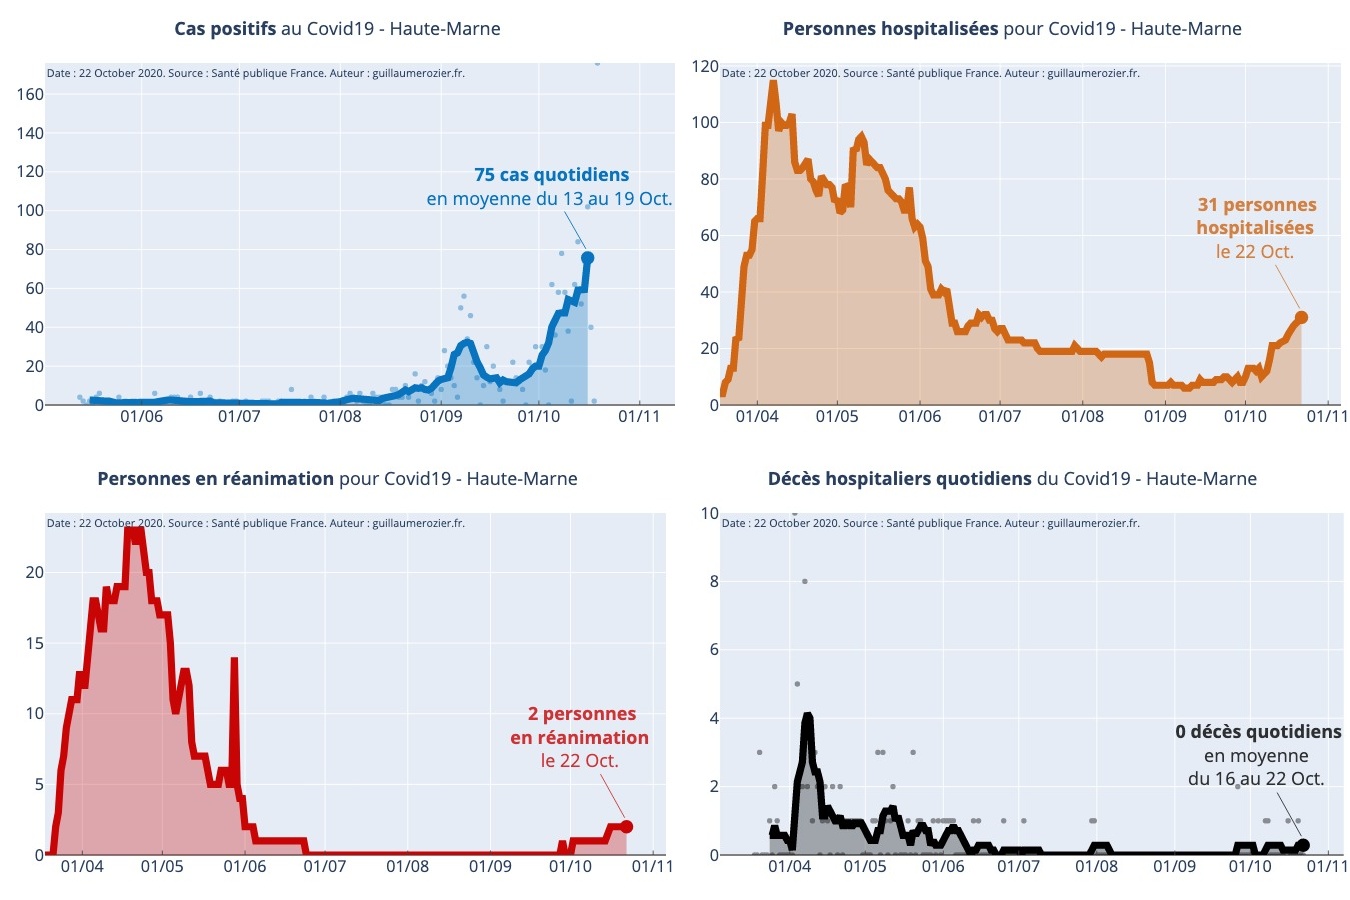 Cas positifs au Covid19 - Haute-Marne
Date : 22 October 2020. Source : Santé publique France. Auteur : guillaumerozier.fr.
160
140
120
100
80
60
40
20
0
75 cas quotidiens
en moyenne du 13 au 19 Oct.
01/06 01/07 01/08 01/09 01/10 01/11
Personnes hospitalisées pour Covid19 - Haute-Marne
Date : 22 October 2020. Source : Santé publique France. Auteur : guillaumerozier.fr.
120
100
80
60
40
20
0
31 personnes
hospitalisées
le 22 Oct.
01/04 01/05 01/06 01/07 01/08 01/09 01/10 01/11
Personnes en réanimation pour Covid19 - Haute-Marne
Date : 22 October 2020. Source : Santé publique France. Auteur : guillaumerozier.fr.
20
15
10
5
0
2 personnes
en réanimation
le 22 Oct.
01/04 01/05 01/06 01/07 01/08 01/09 01/10 01/11
Décès hospitaliers quotidiens du Covid19 - Haute-Marne
Date : 22 October 2020. Source : Santé publique France. Auteur : guillaumerozier.fr.
10
8
6
4
2
0
0 décès quotidiens
en moyenne
du 16 au 22 Oct.
01/04 01/05 01/06 01/07 01/08 01/09 01/10 01/11